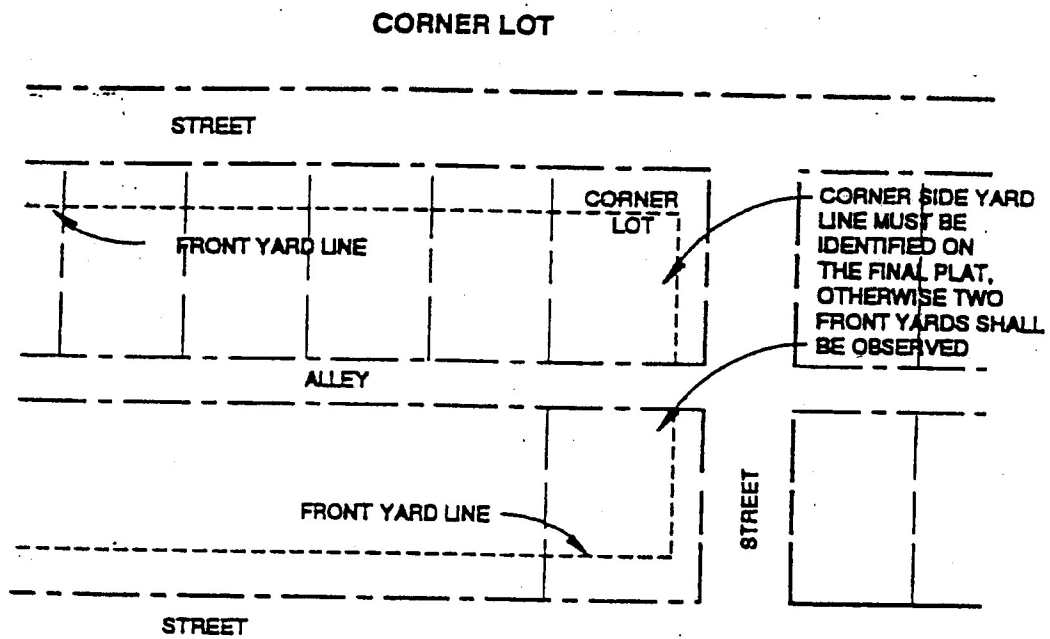 CORNER LOT
STREET
CORNER
LOT
FRONT YARD LINE
CORNER SIDE YARD
LINE MUST BE
IDENTIFIED ON
THE FINAL PLAT,
OTHERWISE TWO
FRONT YARDS SHALL
BE OBSERVED
ALLEY
FRONT YARD LINE
STREET
STREET